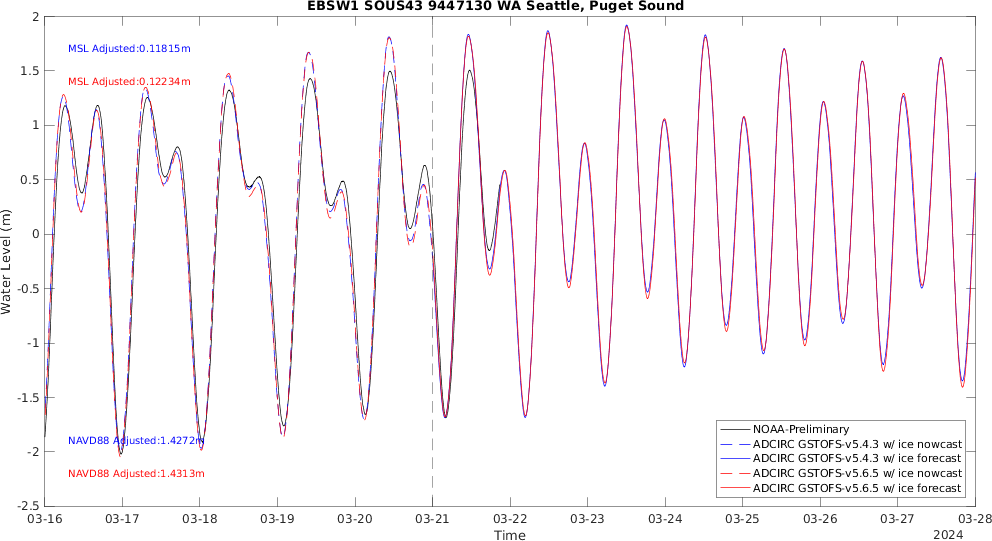 EBSW1 SOUS43 9447130 WA Seattle, Puget Sound
2
1.5
1
0.5
0
-0.5
-1
-1.5
-2
-2.5
Water Level (m)
MSL Adjusted:0.11815m
MSL Adjusted:0.12234m
NAVD88 Adjusted:1.4272m
NAVD88 Adjusted:1.4313m
NOAA-Preliminary
ADCIRC GSTOFS-v5.4.3 w/ ice nowcast
ADCIRC GSTOFS-v5.4.3 w/ ice forecast
ADCIRC GSTOFS-v5.6.5 w/ ice nowcast
ADCIRC GSTOFS-v5.6.5 w/ ice forecast
03-16 03-17 03-18 03-19 03-20 03-21 03-22 03-23 03-24 03-25 03-26 03-27 03-28
Time
2024